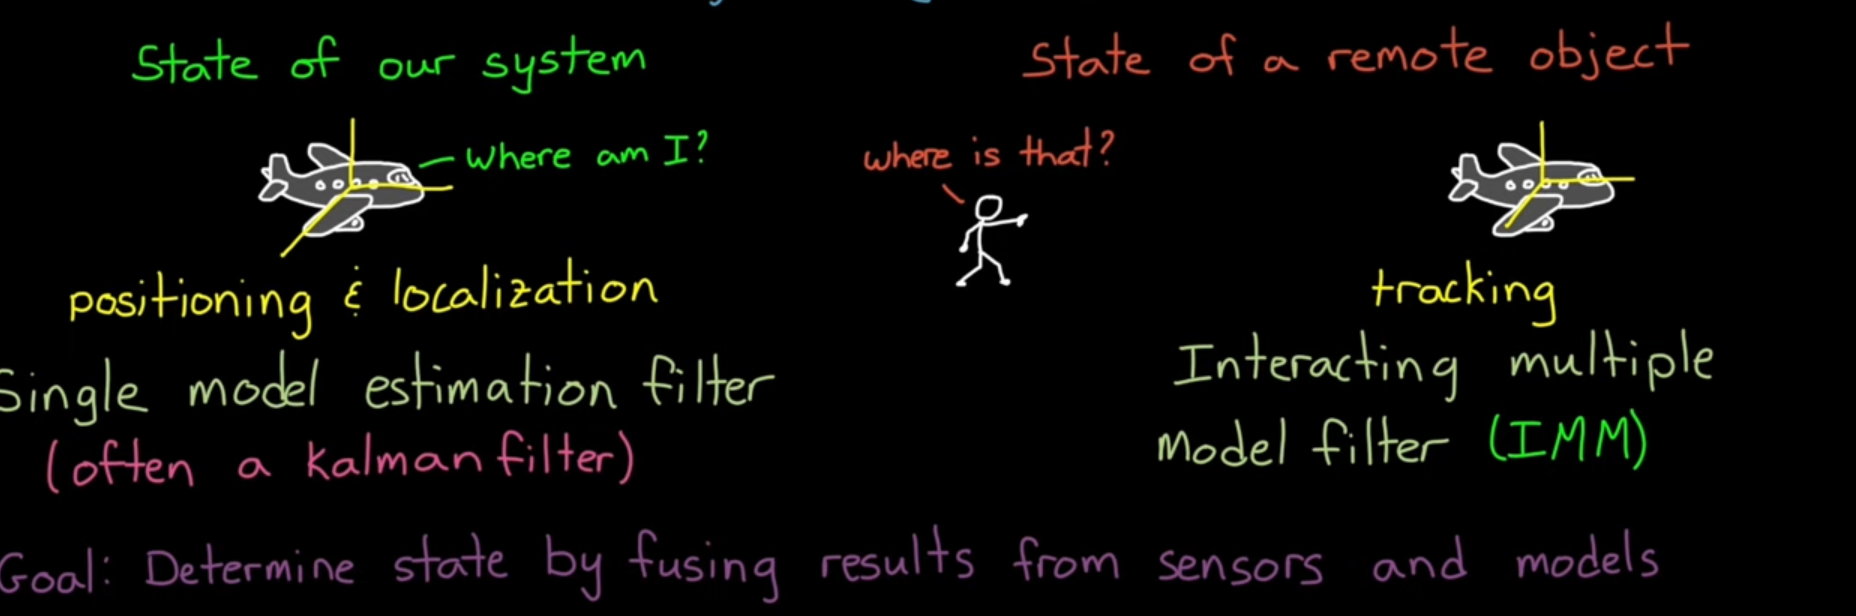 State of our system
State of a remote object
where am I?
where is that?
positioning & localization
tracking
Single model estimation filter
(often a kalman filter)
Interacting multiple
Model filter (IMM)
Goal: Determine state by fusing results from sensors and models